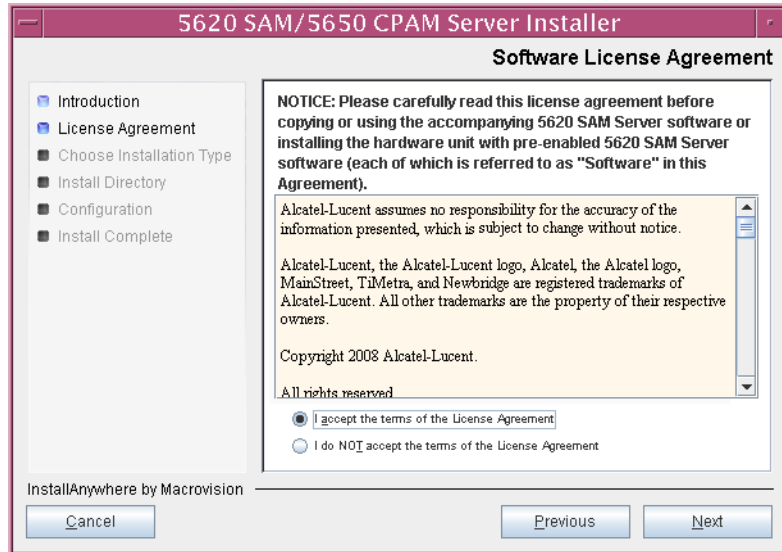 5620 SAM/5650 CPAM Server Installer
Software License Agreement
Introduction
License Agreement
Choose Installation Type
Install Directory
Configuration
Install Complete
NOTICE: Please carefully read this license agreement before
copying or using the accompanying 5620 SAM Server software or
installing the hardware unit with pre-enabled 5620 SAM Server
software (each of which is referred to as "Software" in this
Agreement).
Alcatel-Lucent assumes no responsibility for the accuracy of the
information presented, which is subject to change without notice.
Alcatel-Lucent, the Alcatel-Lucent logo, Alcatel, the Alcatel logo,
MainStreet, TiMetra, and Newbridge are registered trademarks of
Alcatel-Lucent. All other trademarks are the property of their respective
owners.
Copyright 2008 Alcatel-Lucent.
All rights reserved
I accept the terms of the License Agreement
I do NOT accept the terms of the License Agreement
InstallAnywhere by Macrovision
Cancel
Previous
Next